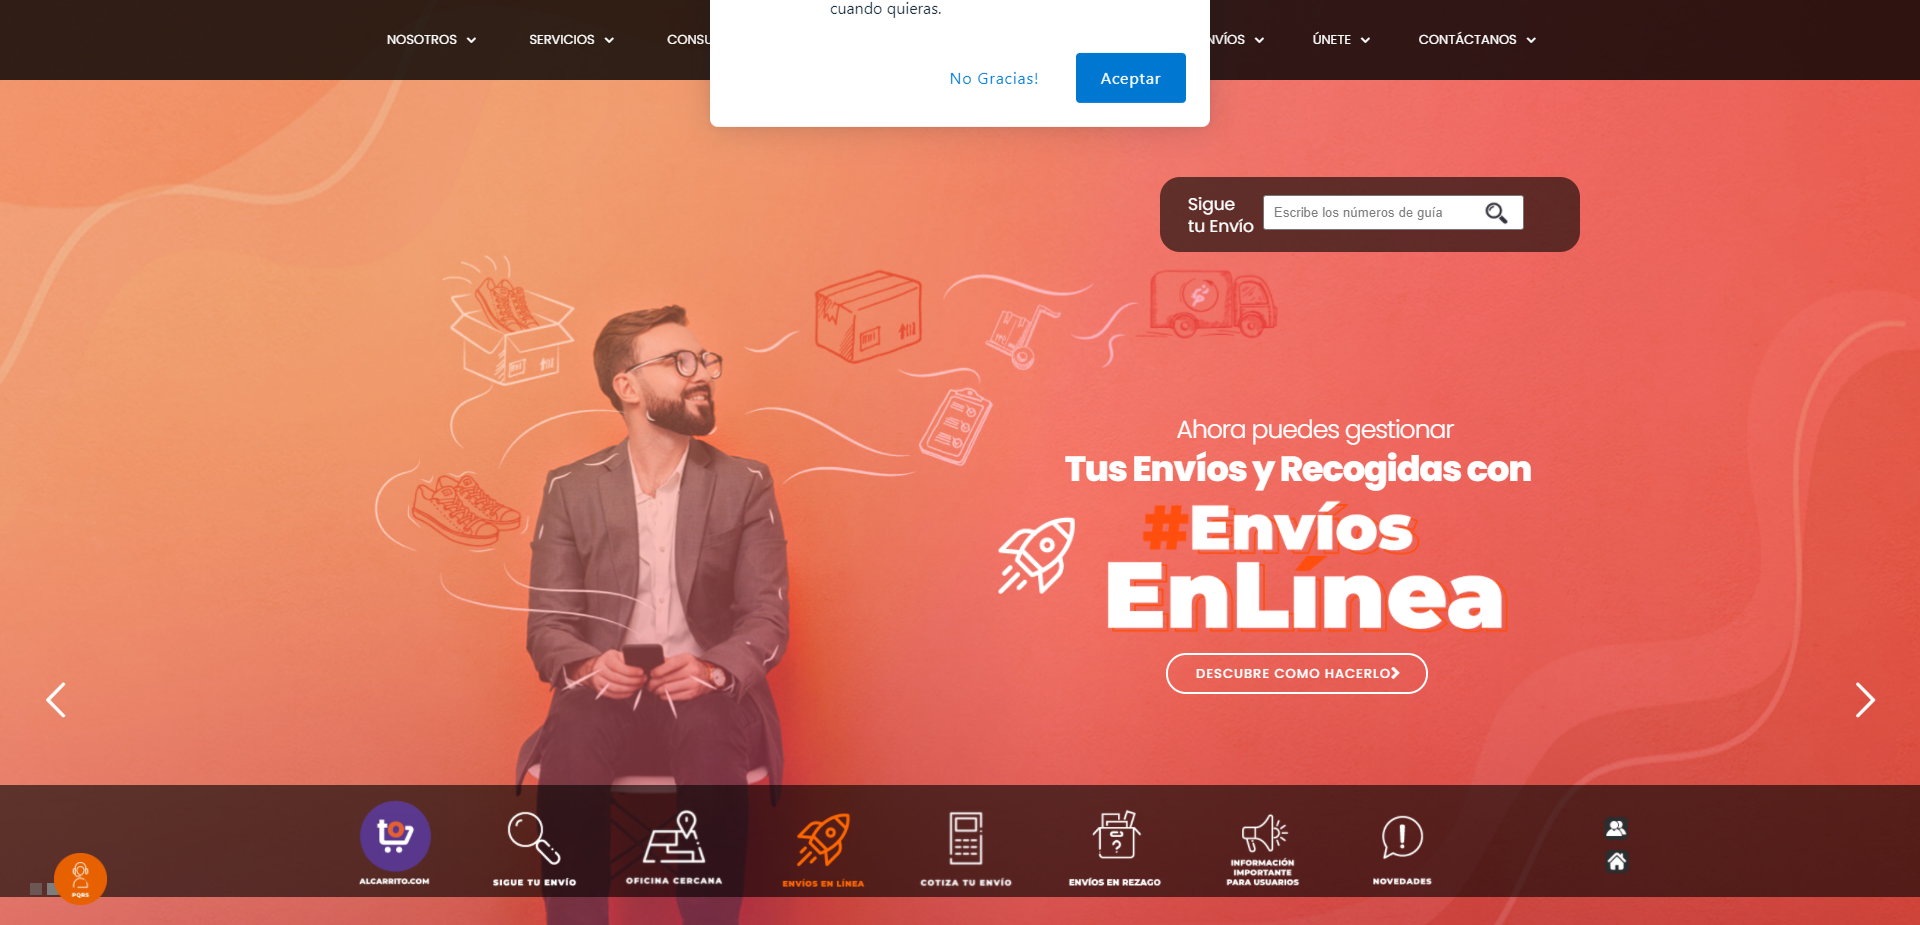 cuando quieras.
NOSOTROS
SERVICIOS
ÚNETE
CONTÁCTANOS
No Gracias!
Aceptar
Sigue
tu Envío
Escribe los números de guía
Ahora puedes gestionar
Tus Envíos y Recogidas con
#Envíos
EnLínea
DESCUBRE COMO HACERLO
ALCARRITO.COM
SIGUE TU ENVÍO
OFICINA CERCANA
ENVÍOS EN LÍNEA
COTIZA TU ENVÍO
ENVÍOS EN REZAGO
INFORMACIÓN
IMPORTANTE
PARA USUARIOS
NOVEDADES
PQRS